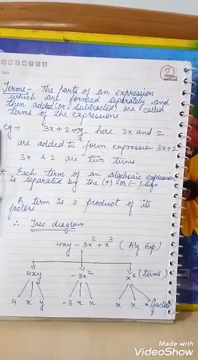 2
Terms:- The parts of an expression
which are formed separately and
then added (or subtracted) are called
terms of the expressions
eg → 3x+2 here 3x and 2
are added to form expression 3x+2
3x & 2 are two terms
* Each term of an algebraic expression
is separated by the (+) or (-) sign
* A term is a product of its
factors
∴ Tree diagram
4xy - 3x² + x² (Alg Exp)
4xy -3x² x² (terms)
4 x y -3 x x x x (factors)
Made with
KINEMASTER